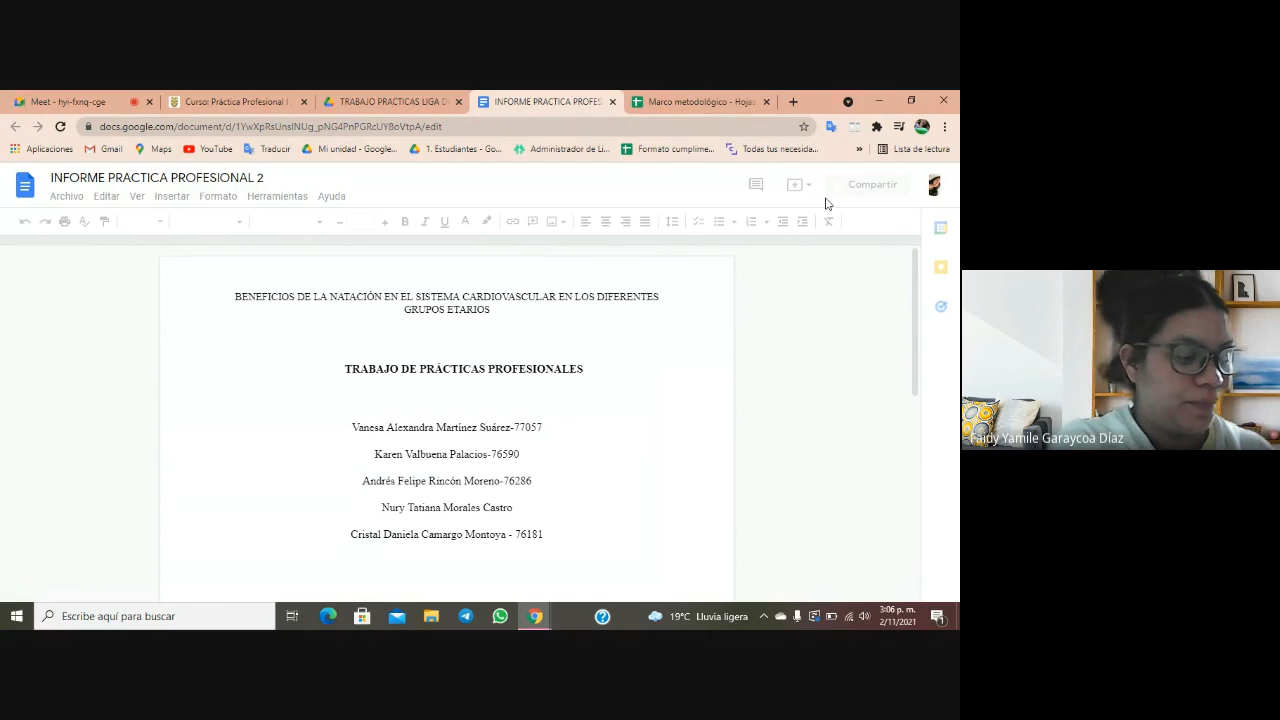 Meet - hyi-fxnq-cge
Curso: Práctica Profesional I
TRABAJO PRACTICAS LIGA D
INFORME PRACTICA PROFES
Marco metodológico - Hojas
docs.google.com/document/d/1YwXpRsUnsINUg_pNG4PnPGRcUY8oVtpA/edit
Aplicaciones
Gmail
Maps
YouTube
Traducir
Mi unidad - Google...
1. Estudiantes - Go...
Administrador de Li...
Formato cumplime...
Todas tus necesida...
»
Lista de lectura
INFORME PRACTICA PROFESIONAL 2
Archivo Editar Ver Insertar Formato Herramientas Ayuda
Compartir
BENEFICIOS DE LA NATACIÓN EN EL SISTEMA CARDIOVASCULAR EN LOS DIFERENTES
GRUPOS ETARIOS
TRABAJO DE PRÁCTICAS PROFESIONALES
Vanesa Alexandra Martínez Suárez-77057
Karen Valbuena Palacios-76590
Andrés Felipe Rincón Moreno-76286
Nury Tatiana Morales Castro
Cristal Daniela Camargo Montoya - 76181
Faidy Yamile Garaycoa Díaz
Escribe aquí para buscar
19°C Lluvia ligera
3:06 p. m.
2/11/2021